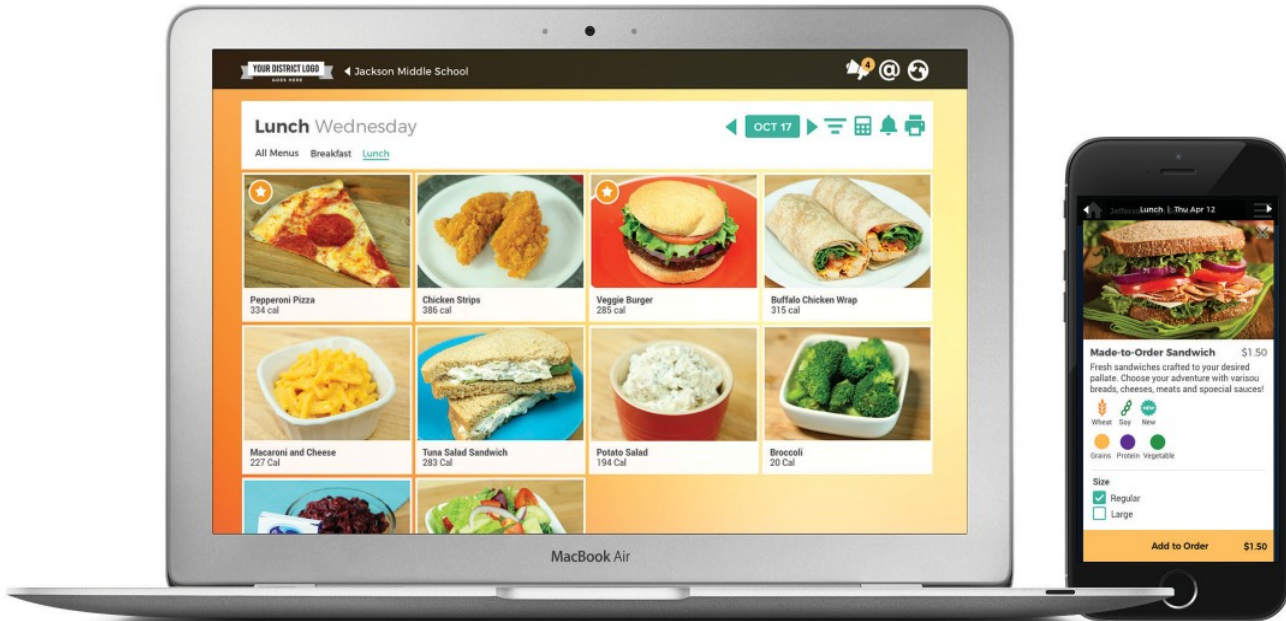 YOUR DISTRICT LOGO
GOES HERE
Jackson Middle School
4
@
Lunch Wednesday
OCT 17
All Menus Breakfast Lunch
Pepperoni Pizza
334 cal
Chicken Strips
386 cal
Veggie Burger
285 cal
Buffalo Chicken Wrap
315 cal
Macaroni and Cheese
227 Cal
Tuna Salad Sandwich
283 Cal
Potato Salad
194 Cal
Broccoli
20 Cal
MacBook Air
Lunch | Thu Apr 12
Made-to-Order Sandwich $1.50
Fresh sandwiches crafted to your desired
pallate. Choose your adventure with varisou
breads, cheeses, meats and spoecial sauces!
NEW
Wheat Soy New
Grains Protein Vegetable
Size
Regular
Large
Add to Order $1.50